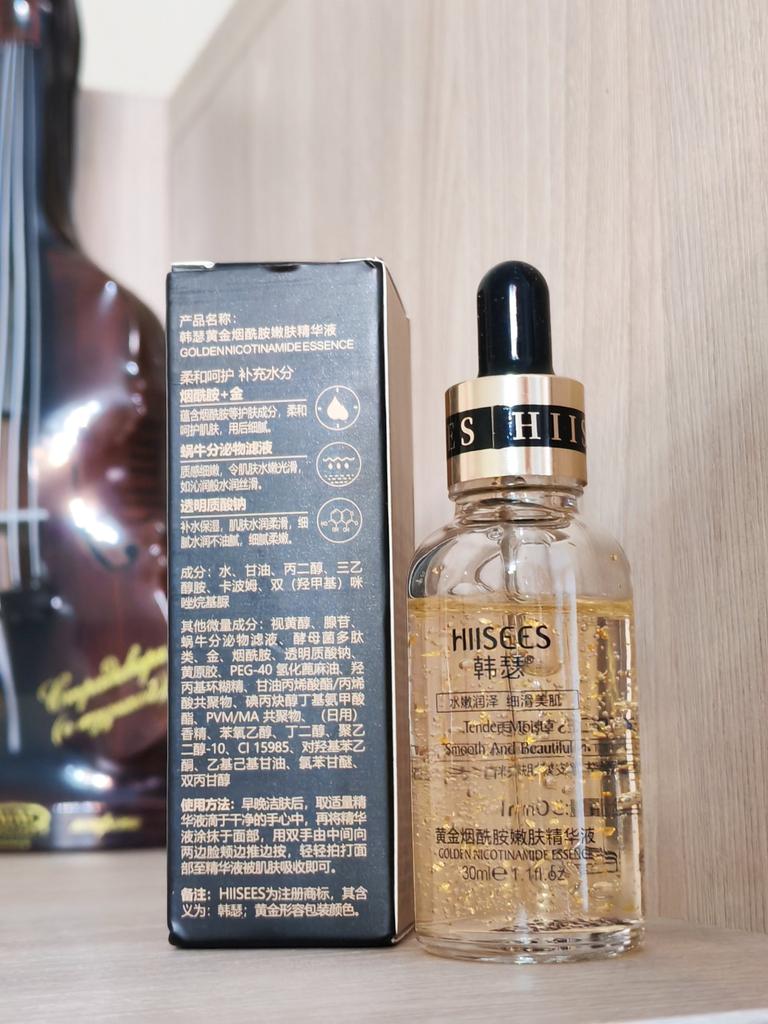 产品名称：
韩瑟黄金烟酰胺嫩肤精华液
GOLDENNICOTINAMIDEESSENCE
柔和呵护 补充水分
烟酰胺+金
蕴含烟酰胺等护肤成分，柔和
呵护肌肤，用后细腻。
蜗牛分泌物滤液
质感细嫩，令肌肤水嫩光滑，
如沁润般水润丝滑。
透明质酸钠
补水保湿，肌肤水润柔滑，细
腻水润不油腻，细腻柔嫩。
成分：水、甘油、丙二醇、三乙
醇胺、卡波姆、双（羟甲基）咪
唑烷基脲
其他微量成分：视黄醇、腺苷、
蜗牛分泌物滤液、酵母菌多肽
类、金、烟酰胺、透明质酸钠、
黄原胶、PEG-40 氢化蓖麻油、羟
丙基环糊精、甘油丙烯酸酯/丙烯
酸共聚物、碘丙炔醇丁基氨甲酸
酯、PVM/MA 共聚物、（日用）
香精、苯氧乙醇、丁二醇、聚乙
二醇-10、CI 15985、对羟基苯乙
酮、乙基己基甘油、氯苯甘醚、
双丙甘醇
使用方法：早晚洁肤后，取适量精
华液滴于干净的手心中，再将精华
液涂抹于面部，用双手由中间向
两边脸颊边推边按，轻轻拍打面
部至精华液被肌肤吸收即可。
备注：HIISEES为注册商标，其含
义为：韩瑟；黄金形容包装颜色。
ES HIIS
HIISEES
韩瑟®
水嫩润泽 细滑美肌
Smooth And Beautiful
黄金烟酰胺嫩肤精华液
GOLDEN NICOTINAMIDE ESSENCE
30ml℮1.1fl.oz